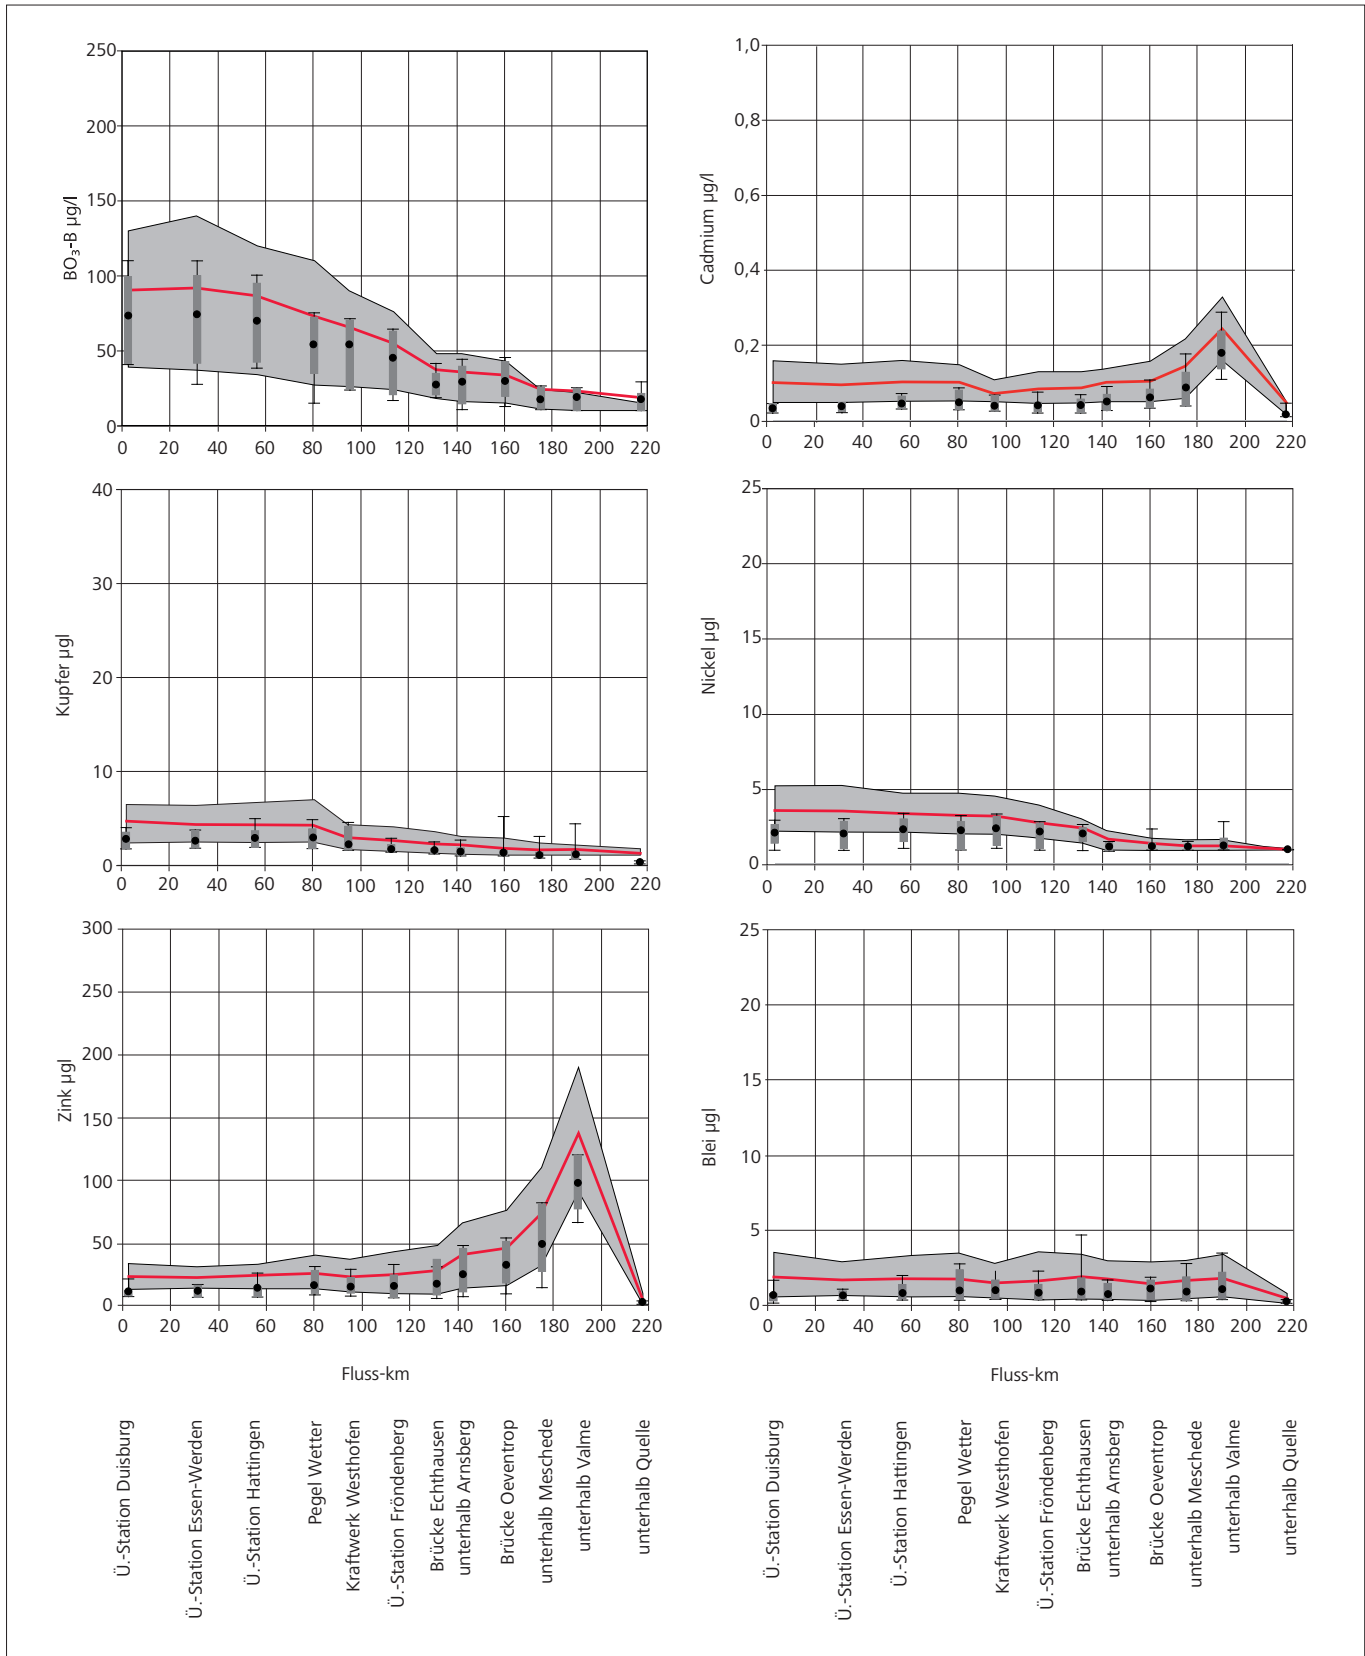 BO₃-B µg/l
250
200
150
100
50
0
0 20 40 60 80 100 120 140 160 180 200 220
Cadmium µg/l
1,0
0,8
0,6
0,4
0,2
0
0 20 40 60 80 100 120 140 160 180 200 220
Kupfer µgl
40
30
20
10
0
0 20 40 60 80 100 120 140 160 180 200 220
Nickel µgl
25
20
15
10
5
0
0 20 40 60 80 100 120 140 160 180 200 220
Zink µgl
300
250
200
150
100
50
0
0 20 40 60 80 100 120 140 160 180 200 220
Fluss-km
Blei µgl
25
20
15
10
5
0
0 20 40 60 80 100 120 140 160 180 200 220
Fluss-km
Ü.-Station Duisburg
Ü.-Station Essen-Werden
Ü.-Station Hattingen
Pegel Wetter
Kraftwerk Westhofen
Ü.-Station Fröndenberg
Brücke Echthausen
unterhalb Arnsberg
Brücke Oeventrop
unterhalb Meschede
unterhalb Valme
unterhalb Quelle
Ü.-Station Duisburg
Ü.-Station Essen-Werden
Ü.-Station Hattingen
Pegel Wetter
Kraftwerk Westhofen
Ü.-Station Fröndenberg
Brücke Echthausen
unterhalb Arnsberg
Brücke Oeventrop
unterhalb Meschede
unterhalb Valme
unterhalb Quelle